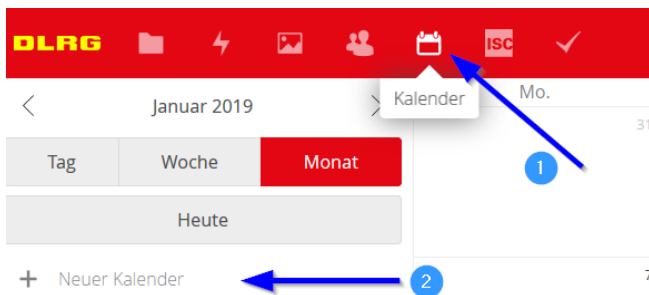 DLRG ISC
Kalender
Januar 2019
Mo.
31
Tag Woche Monat
1
Heute
+ Neuer Kalender
2
7